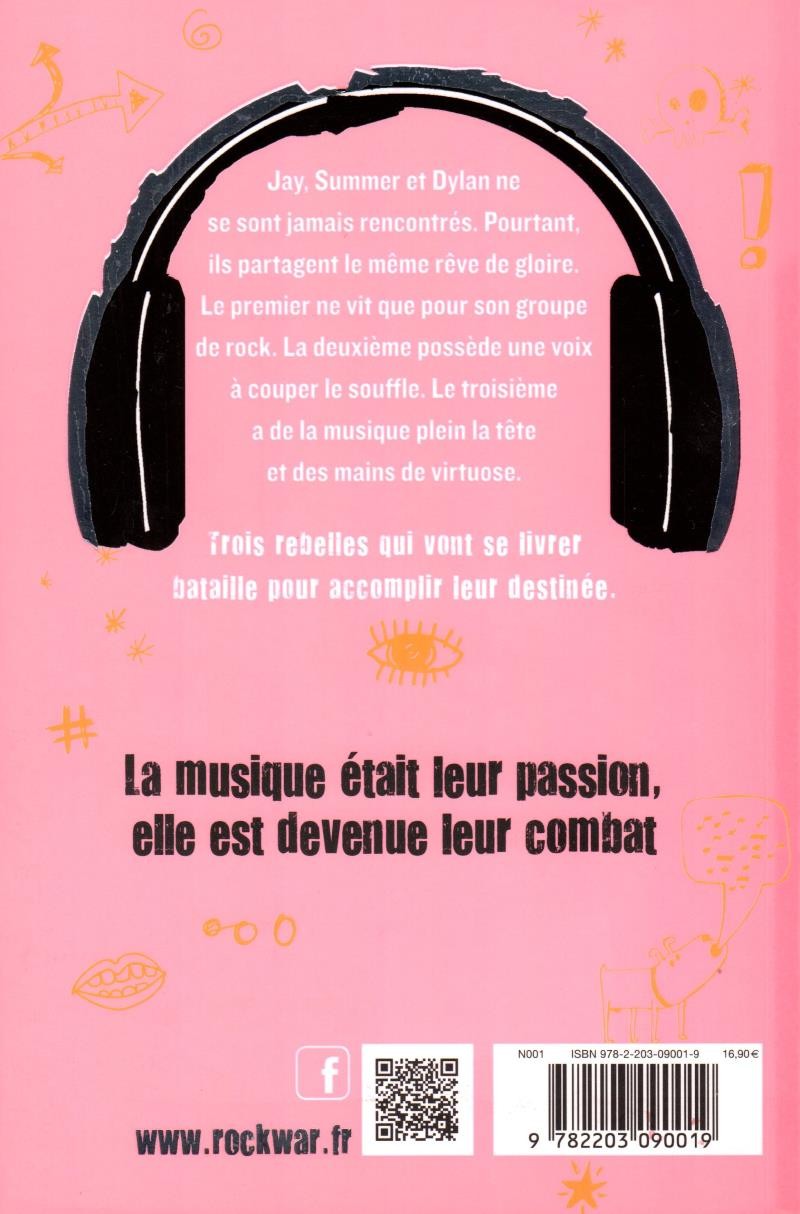 Jay, Summer et Dylan ne
se sont jamais rencontrés. Pourtant,
ils partagent le même rêve de gloire.
Le premier ne vit que pour son groupe
de rock. La deuxième possède une voix
à couper le souffle. Le troisième
a de la musique plein la tête
et des mains de virtuose.
Trois rebelles qui vont se livrer
bataille pour accomplir leur destinée.
#
La musique était leur passion,
elle est devenue leur combat
N001 ISBN 978-2-203-09001-9 16,90€
f
www.rockwar.fr
9 782203 090019